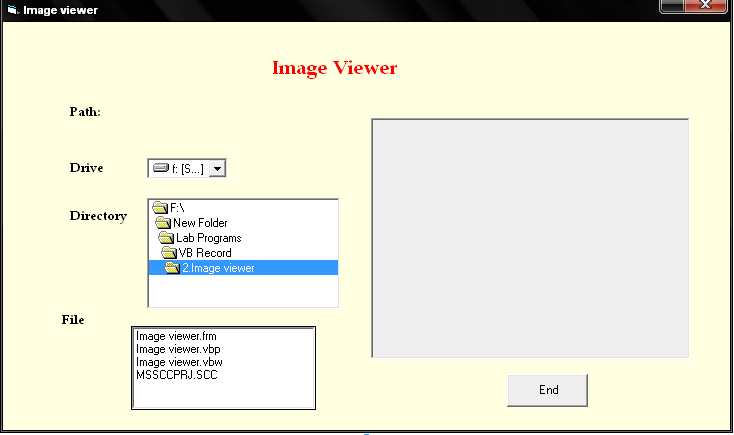 Image viewer
Image Viewer
Path:
Drive
f: [S...]
Directory
F:\
New Folder
Lab Programs
VB Record
2.Image viewer
File
Image viewer.frm
Image viewer.vbp
Image viewer.vbw
MSSCCPRJ.SCC
End